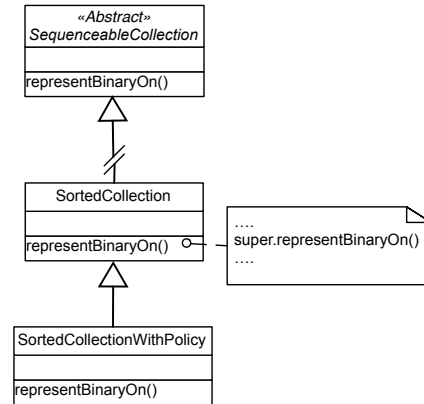 «Abstract»
SequenceableCollection
representBinaryOn()
SortedCollection
representBinaryOn()
....
super.representBinaryOn()
....
SortedCollectionWithPolicy
representBinaryOn()